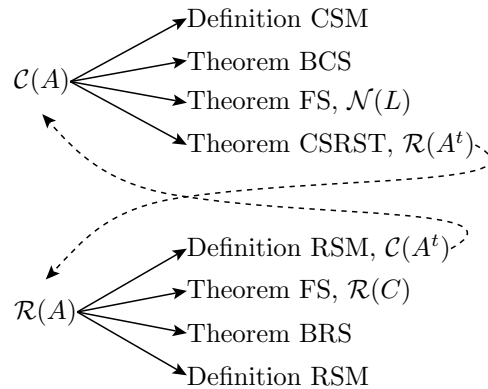 Definition CSM
Theorem BCS
𝒞(A)
Theorem FS, 𝒩(L)
Theorem CSRST, ℛ(Aᵗ)
Definition RSM, 𝒞(Aᵗ)
Theorem FS, ℛ(C)
ℛ(A)
Theorem BRS
Definition RSM